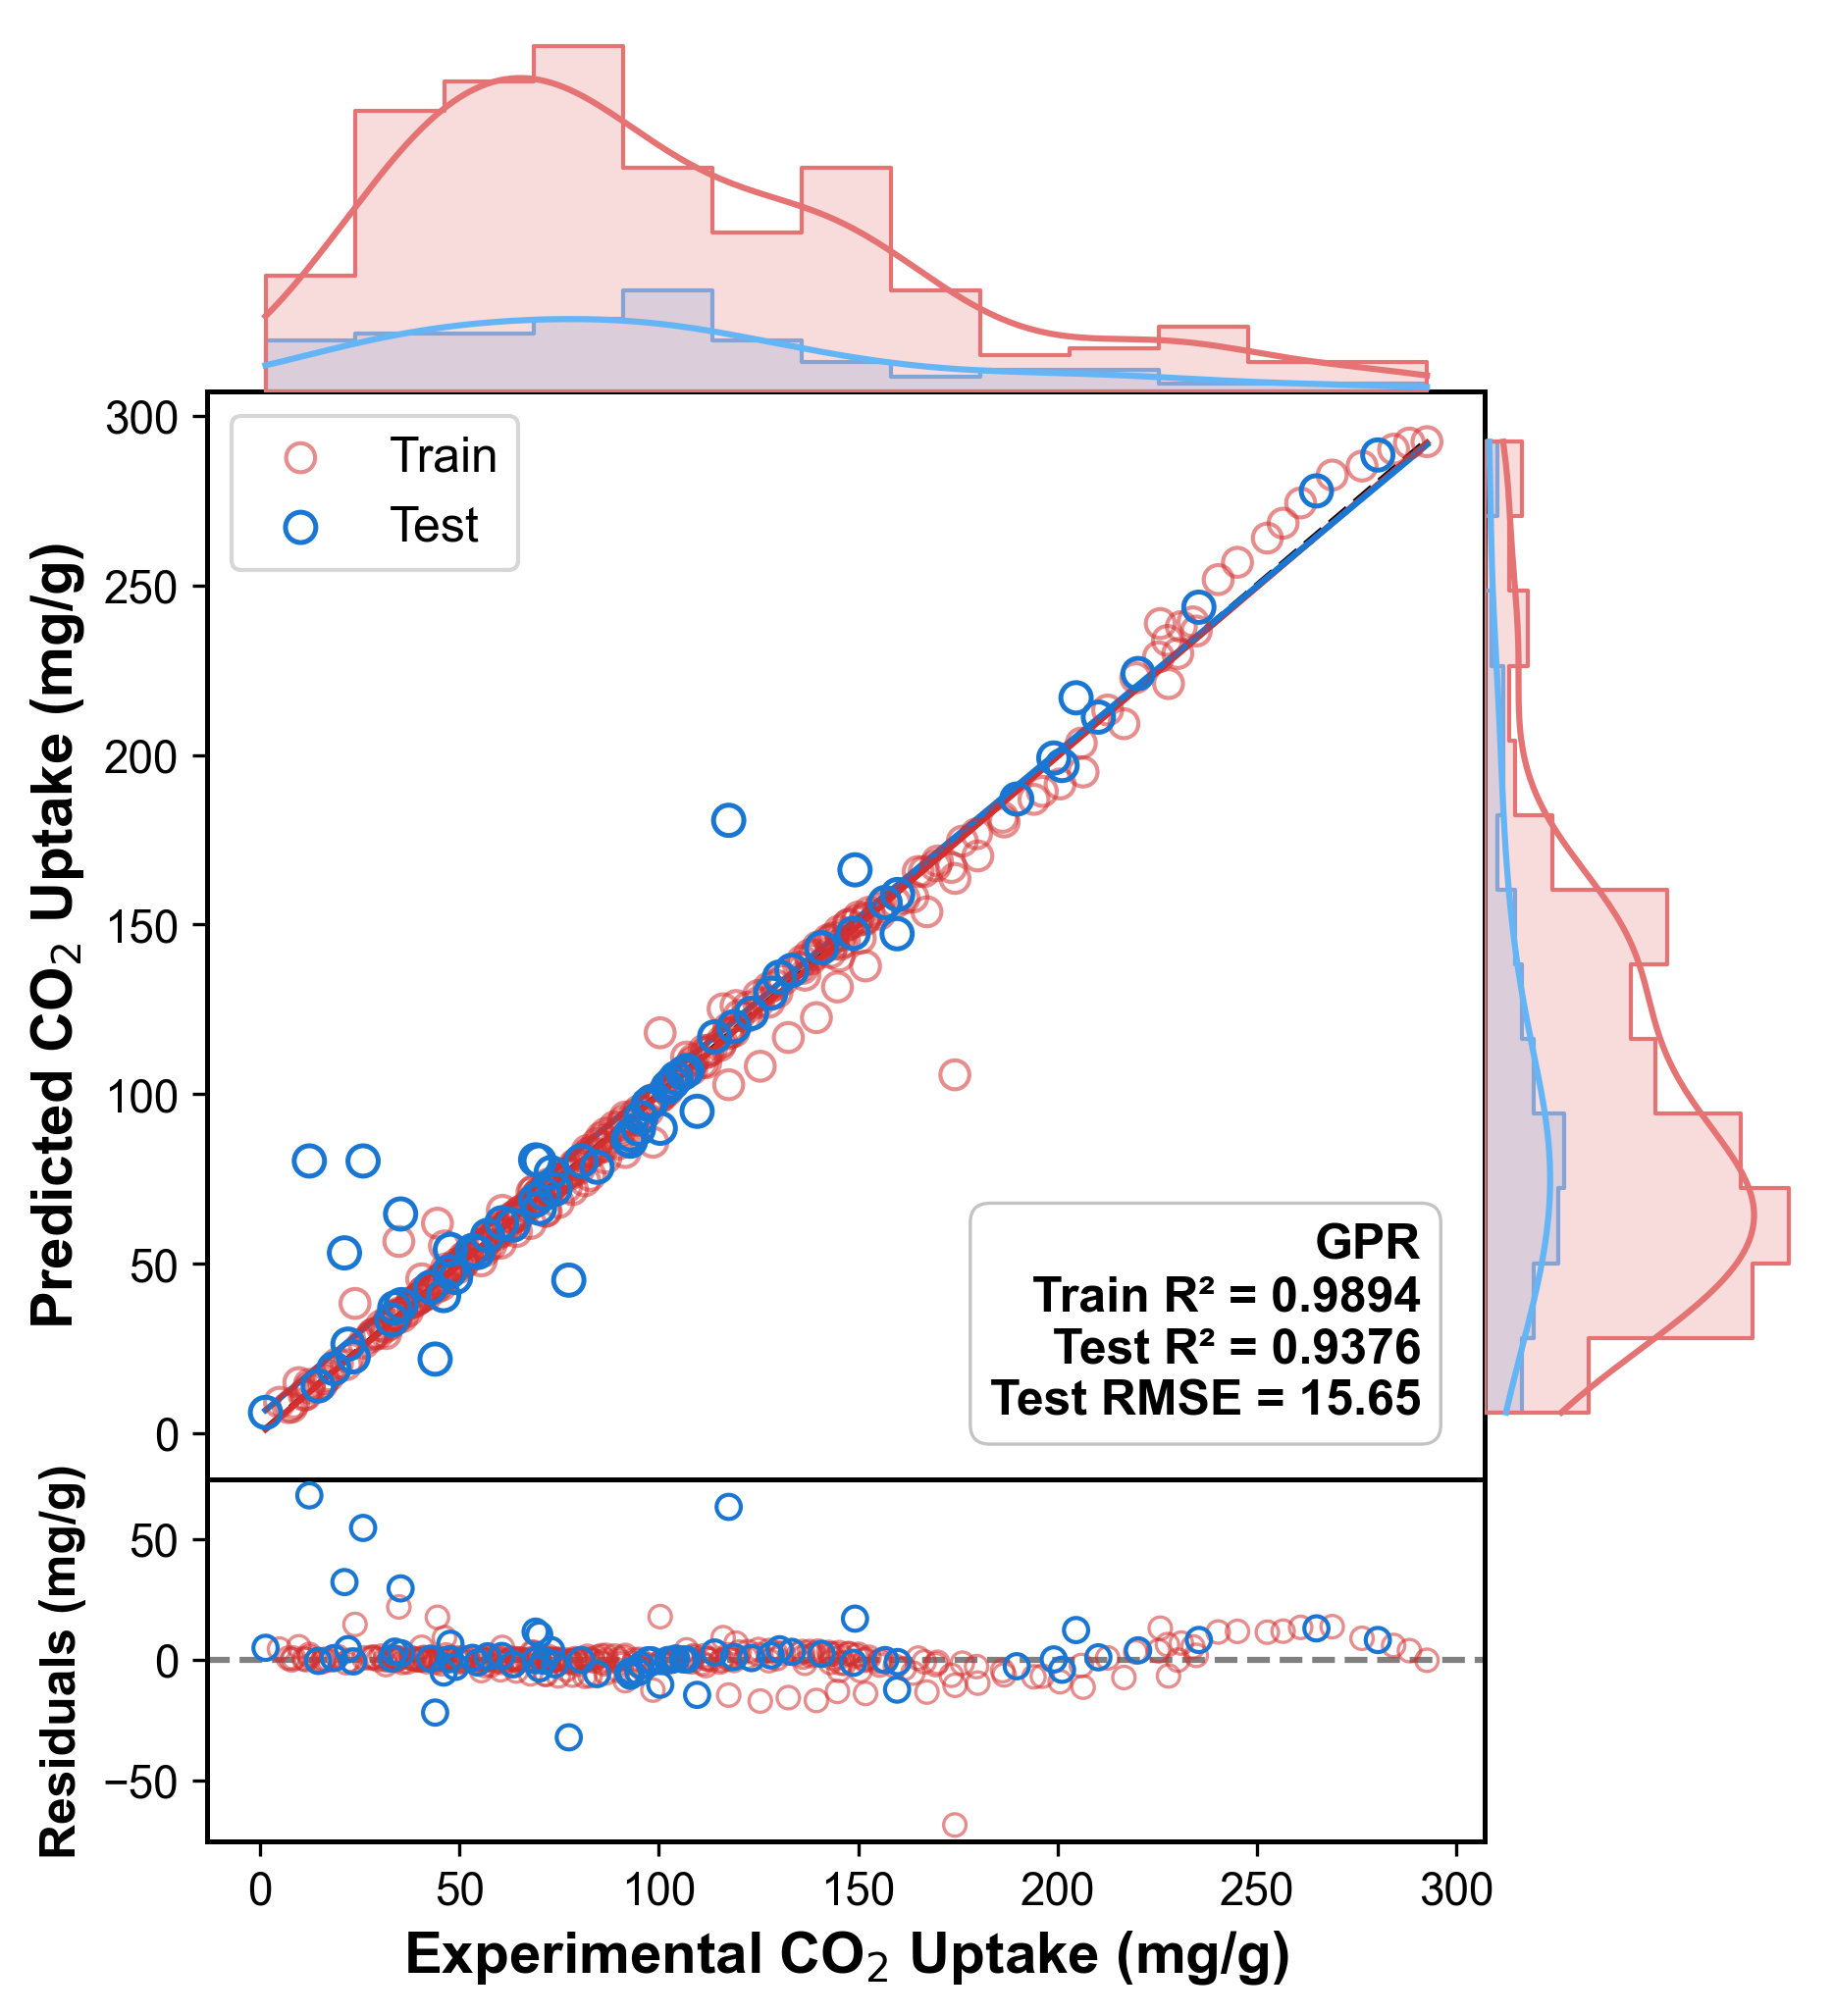 Train
Test
300
250
200
150
100
50
0
Predicted CO₂ Uptake (mg/g)
GPR
Train R² = 0.9894
Test R² = 0.9376
Test RMSE = 15.65
50
0
−50
Residuals (mg/g)
0 50 100 150 200 250 300
Experimental CO₂ Uptake (mg/g)